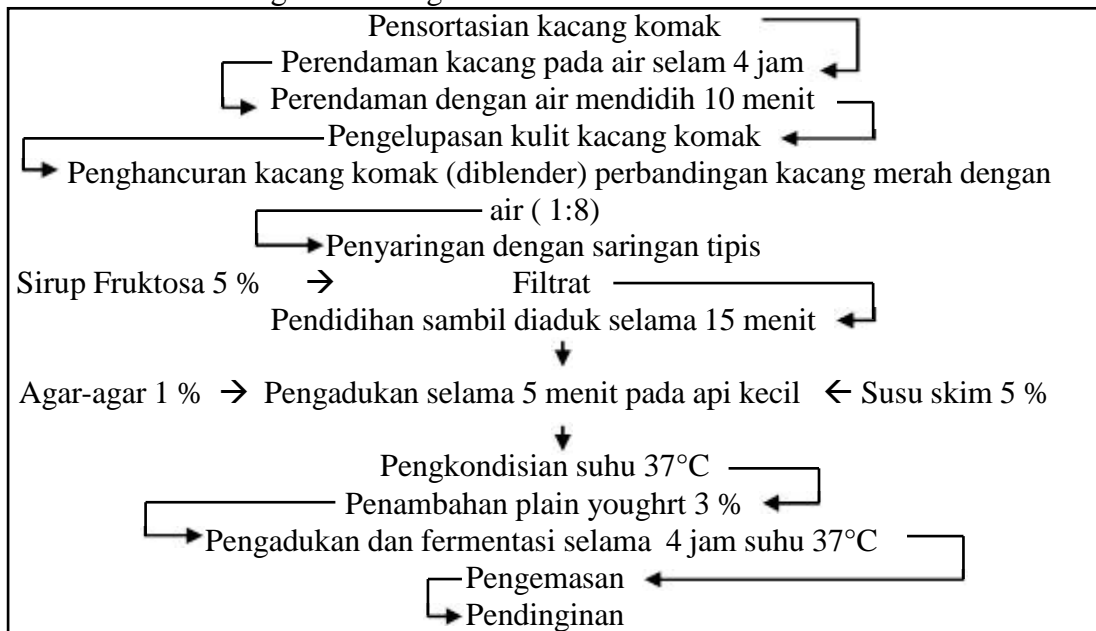 Pensortasian kacang komak
Perendaman kacang pada air selam 4 jam
Perendaman dengan air mendidih 10 menit
Pengelupasan kulit kacang komak
Penghancuran kacang komak (diblender) perbandingan kacang merah dengan
air ( 1:8)
Penyaringan dengan saringan tipis
Sirup Fruktosa 5 % → Filtrat
Pendidihan sambil diaduk selama 15 menit
Agar-agar 1 % → Pengadukan selama 5 menit pada api kecil ← Susu skim 5 %
Pengkondisian suhu 37°C
Penambahan plain youghrt 3 %
Pengadukan dan fermentasi selama 4 jam suhu 37°C
Pengemasan
Pendinginan